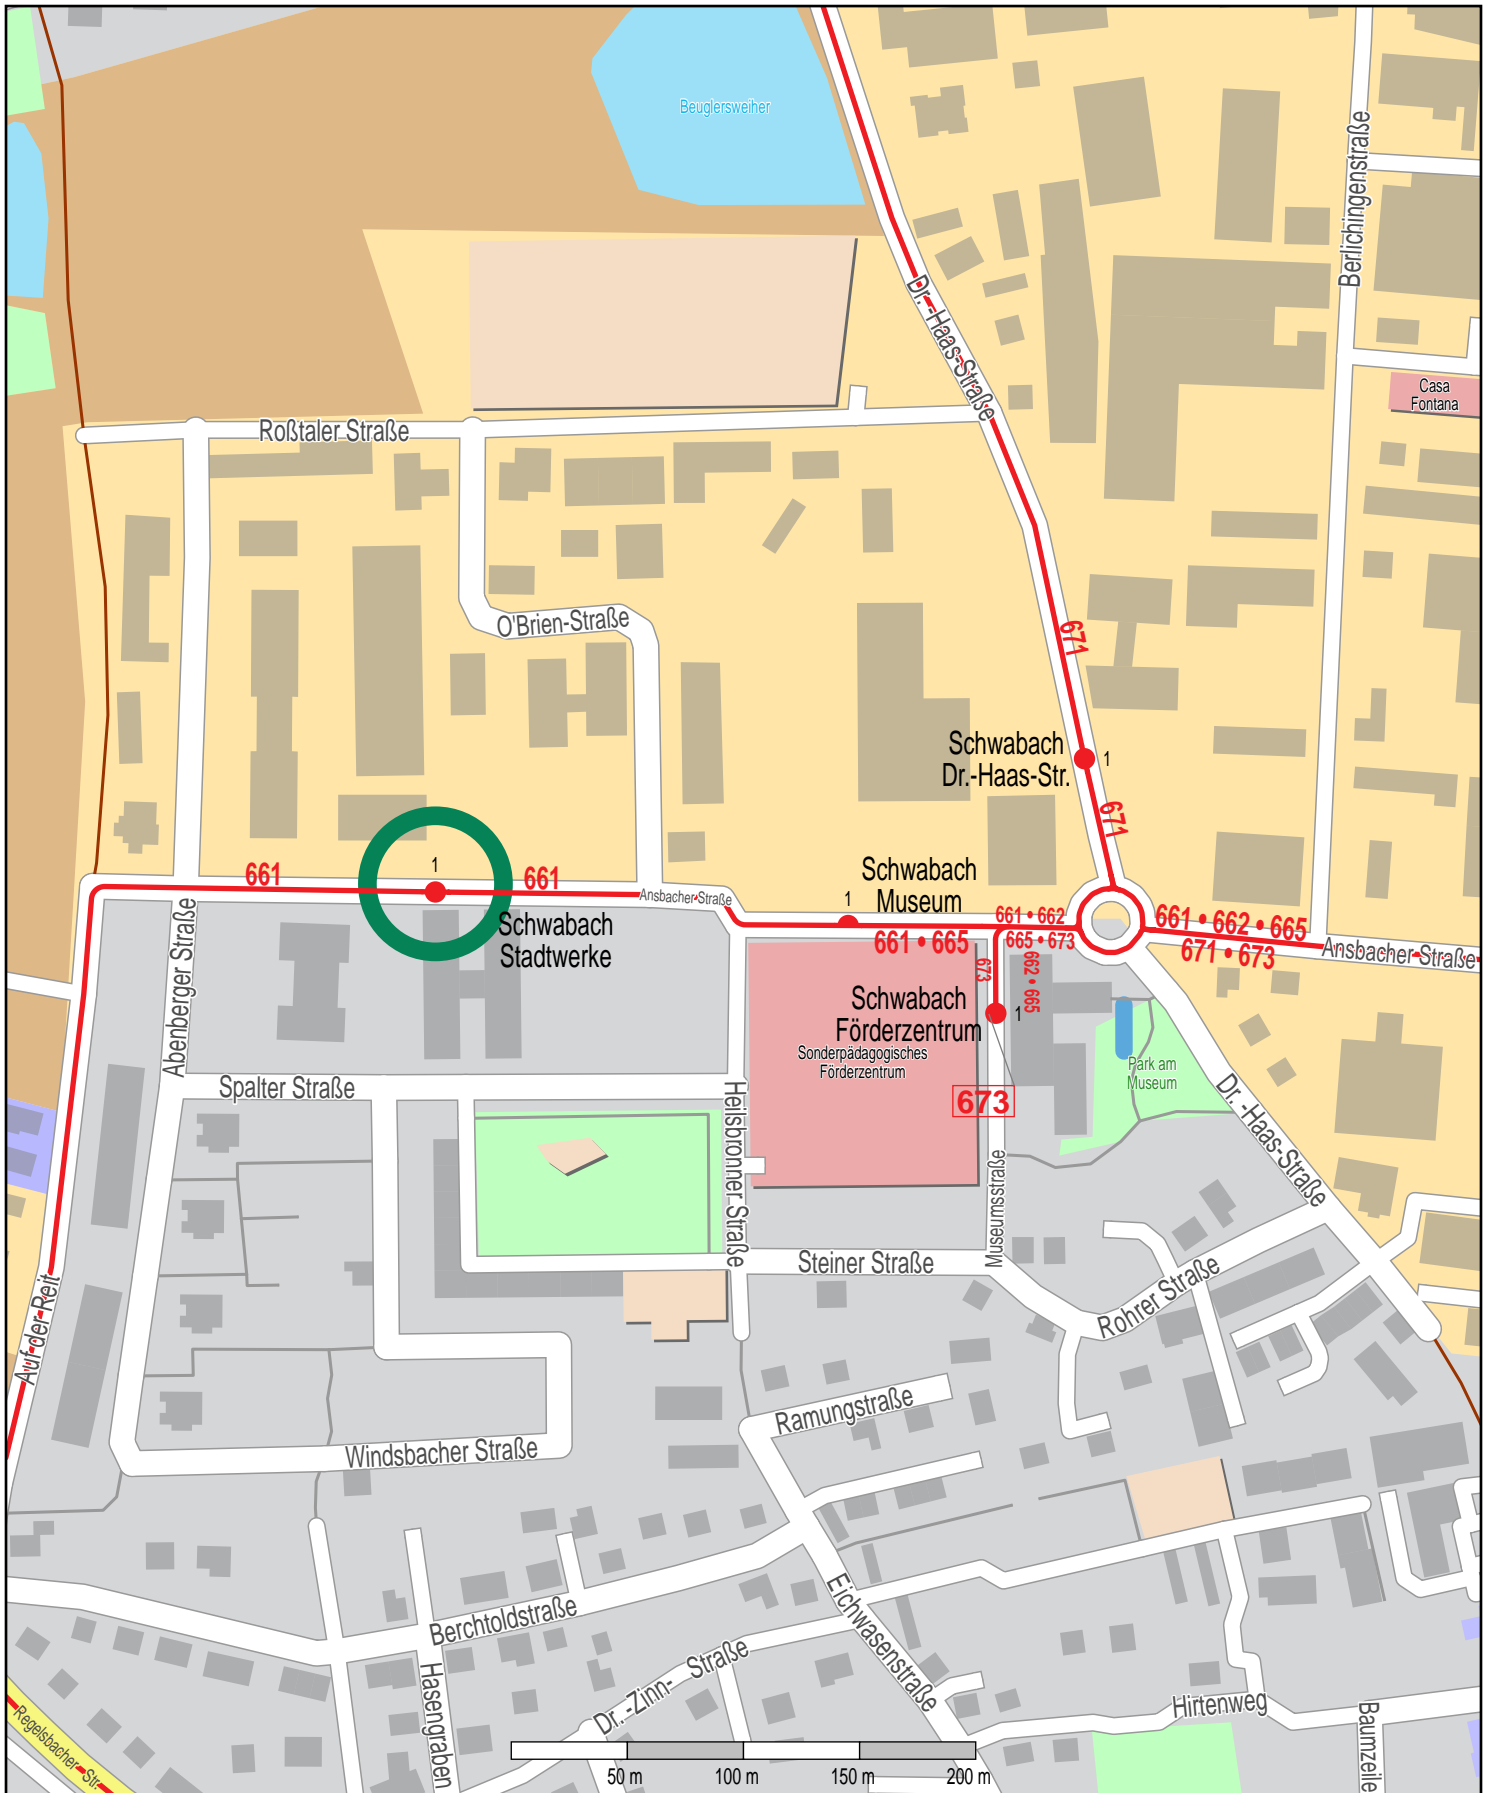 Beuglersweiher
Berlichingenstraße
Dr.-Haas-Straße
Casa
Fontana
Roßtaler Straße
O'Brien-Straße
671
Schwabach
Dr.-Haas-Str.
1
671
661
1
661
Ansbacher Straße
Schwabach
Museum
1
661 • 662
661 • 662 • 665
Schwabach
Stadtwerke
661 • 665
665 • 673
671 • 673
Ansbacher Straße
Abenberger Straße
673
662 • 665
Schwabach
Förderzentrum
1
Sonderpädagogisches
Förderzentrum
Park am
Museum
Spalter Straße
673
Heilsbronner Straße
Dr.-Haas-Straße
Museumsstraße
Steiner Straße
Auf der Reit
Rohrer Straße
Ramungstraße
Windsbacher Straße
Berchtoldstraße
Eichwasenstraße
Hasengraben
Dr.-Zinn- Straße
Hirtenweg
Baumzeile
Regelsbacher Str.
50 m
100 m
150 m
200 m